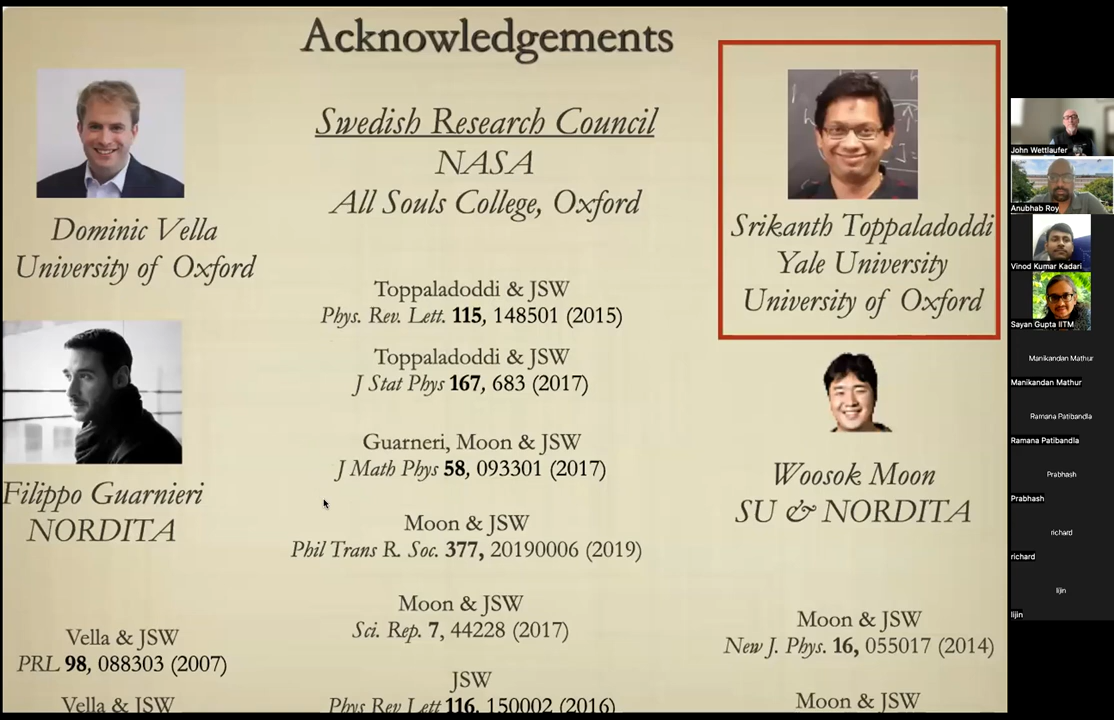 Acknowledgements
Dominic Vella
University of Oxford
Filippo Guarnieri
NORDITA
Vella & JSW
PRL 98, 088303 (2007)
Vella & JSW
Swedish Research Council
NASA
All Souls College, Oxford
Toppaladoddi & JSW
Phys. Rev. Lett. 115, 148501 (2015)
Toppaladoddi & JSW
J Stat Phys 167, 683 (2017)
Guarneri, Moon & JSW
J Math Phys 58, 093301 (2017)
Moon & JSW
Phil Trans R. Soc. 377, 20190006 (2019)
Moon & JSW
Sci. Rep. 7, 44228 (2017)
JSW
Phys Rev Lett 116, 150002 (2016)
Srikanth Toppaladoddi
Yale University
University of Oxford
Woosok Moon
SU & NORDITA
Moon & JSW
New J. Phys. 16, 055017 (2014)
Moon & JSW
John Wettlaufer
Anubhab Roy
Vinod Kumar Kadari
Sayan Gupta IITM
Manikandan Mathur
Manikandan Mathur
Ramana Patibandla
Ramana Patibandla
Prabhash
Prabhash
richard
richard
lijin
lijin